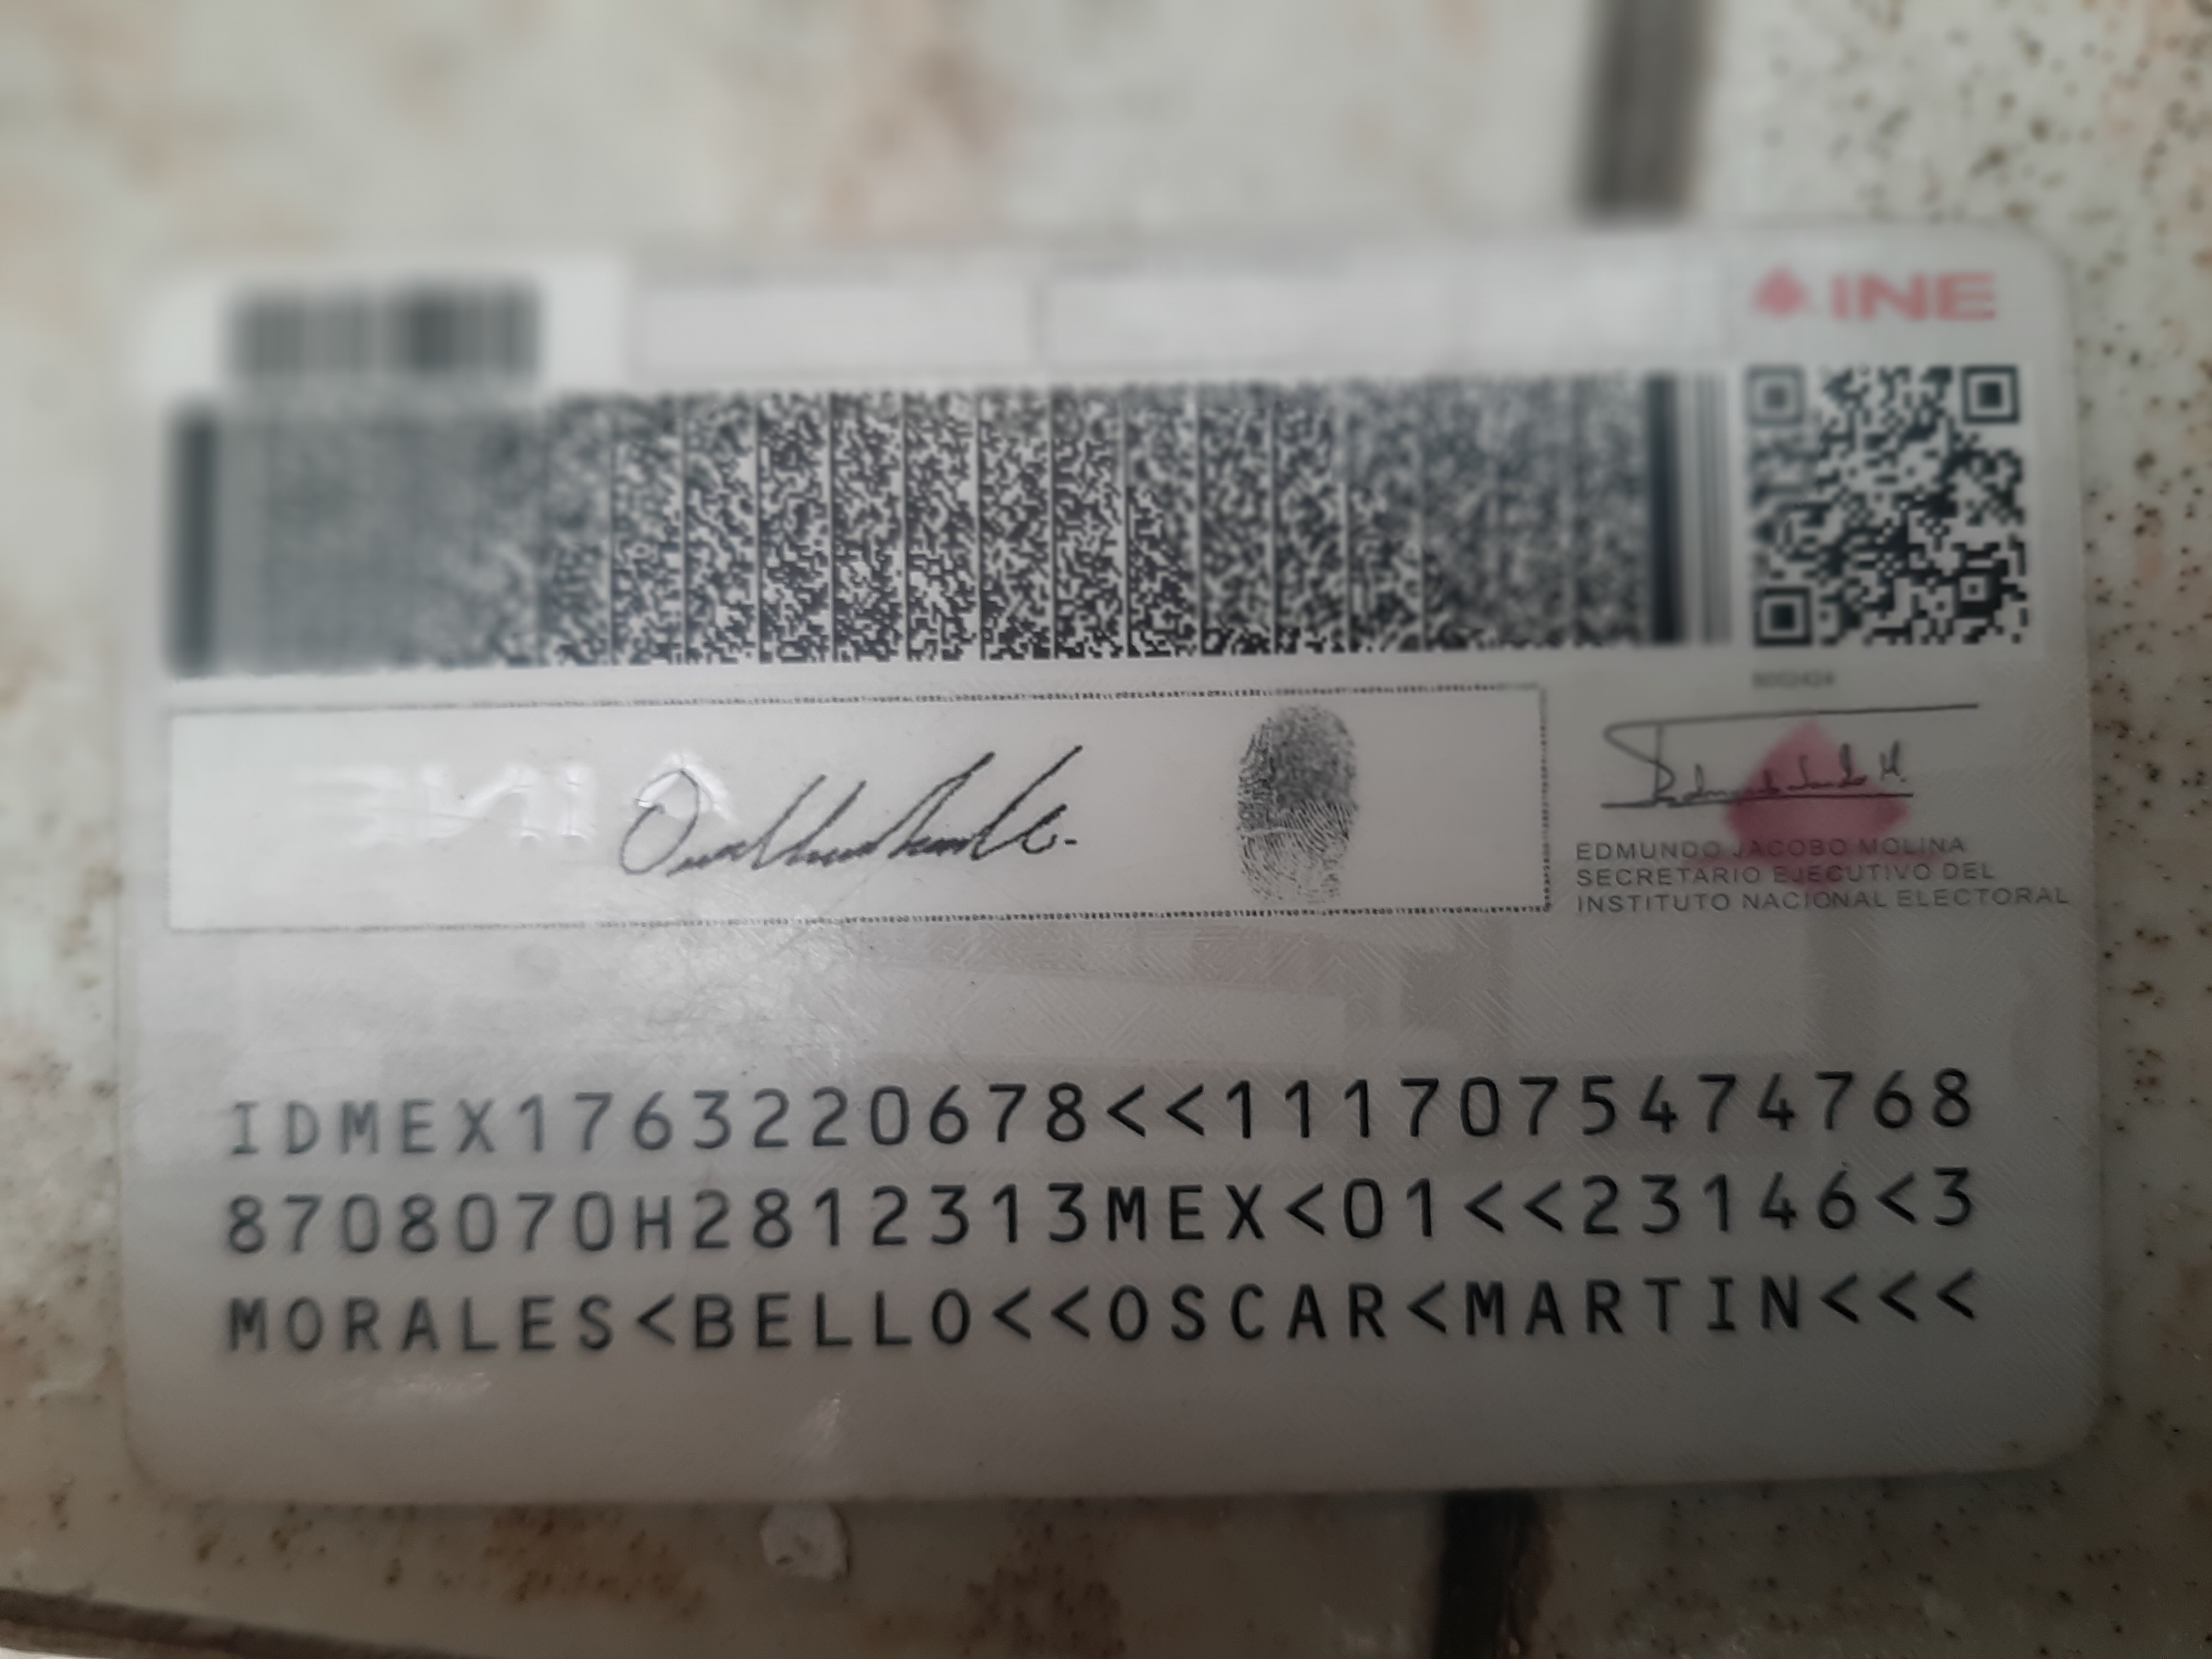 INE
EDMUNDO JACOBO MOLINA
SECRETARIO EJECUTIVO DEL
INSTITUTO NACIONAL ELECTORAL
IDMEX1763220678<<1117075474768
8708070H2812313MEX<01<<23146<3
MORALES<BELLO<<OSCAR<MARTIN<<<